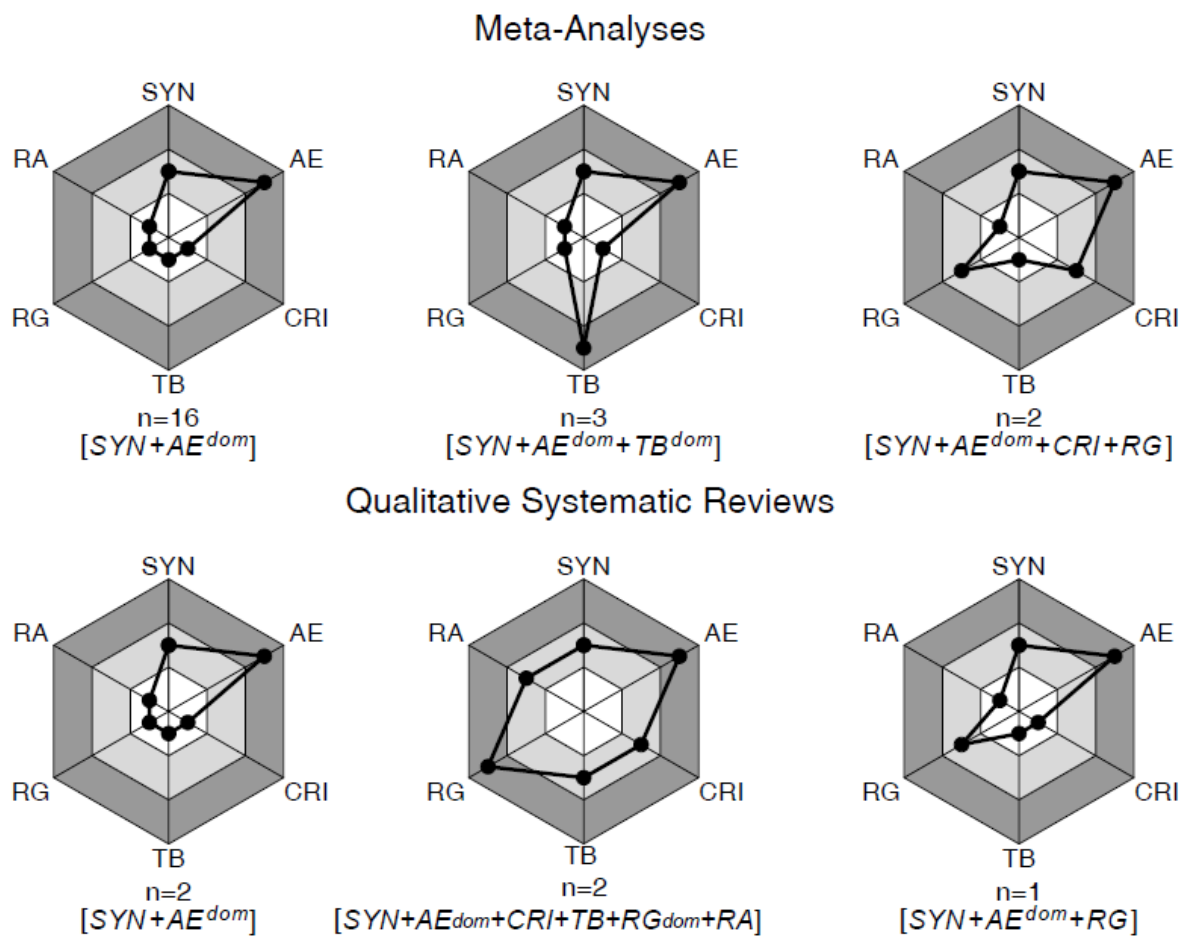 Meta-Analyses
SYN SYN SYN
RA AE RA AE RA AE
RG CRI RG CRI RG CRI
TB TB TB
n=16 n=3 n=2
[SYN+AE^dom] [SYN+AE^dom+TB^dom] [SYN+AE^dom+CRI+RG]
Qualitative Systematic Reviews
SYN SYN SYN
RA AE RA AE RA AE
RG CRI RG CRI RG CRI
TB TB TB
n=2 n=2 n=1
[SYN+AE^dom] [SYN+AEdom+CRI+TB+RGdom+RA] [SYN+AE^dom+RG]